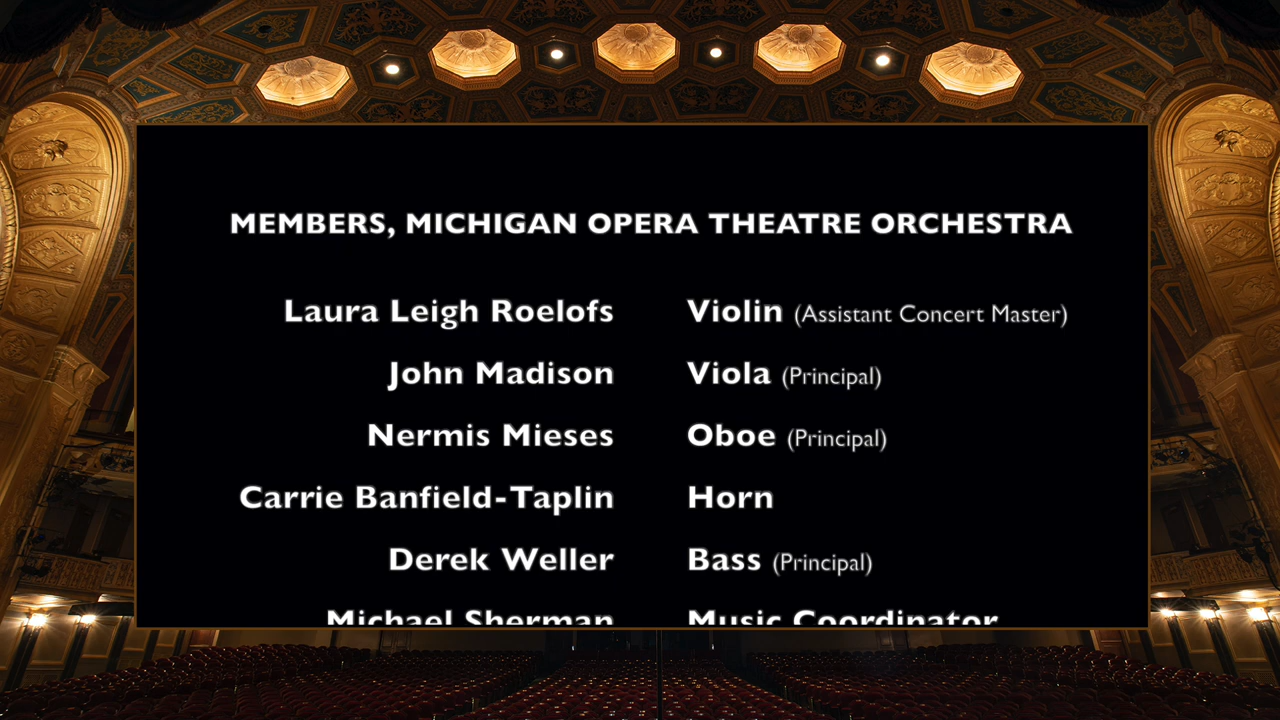 MEMBERS, MICHIGAN OPERA THEATRE ORCHESTRA
Laura Leigh Roelofs Violin (Assistant Concert Master)
John Madison Viola (Principal)
Nermis Mieses Oboe (Principal)
Carrie Banfield-Taplin Horn
Derek Weller Bass (Principal)
Michael Sherman Music Coordinator